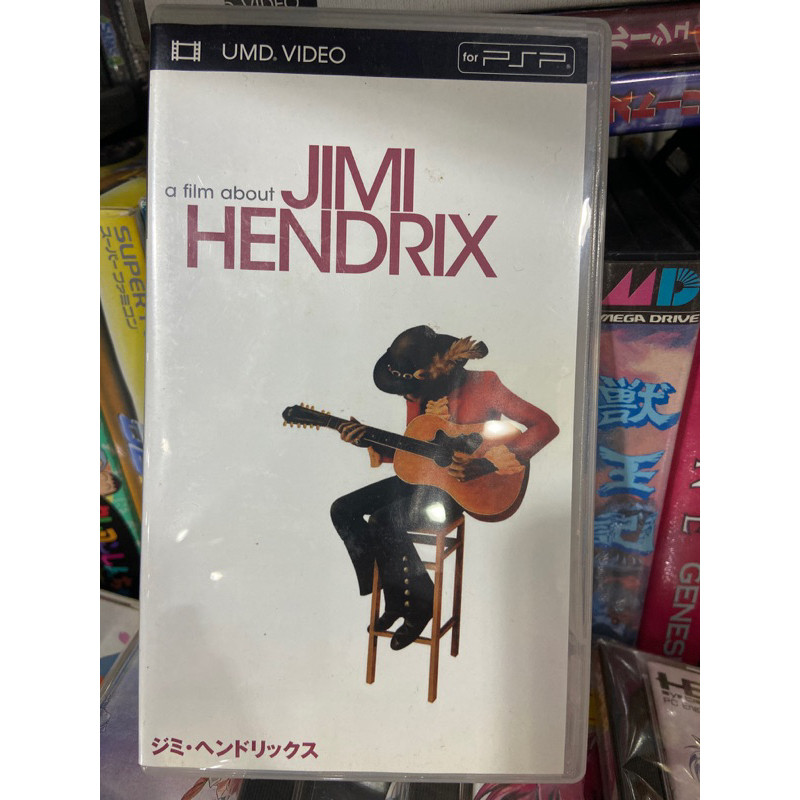 UMD. VIDEO
for PSP
a film about JIMI
HENDRIX
ジミ・ヘンドリックス
SUPER
スーパーファミコン
MD
MEGA DRIVE
獣王記
GENES